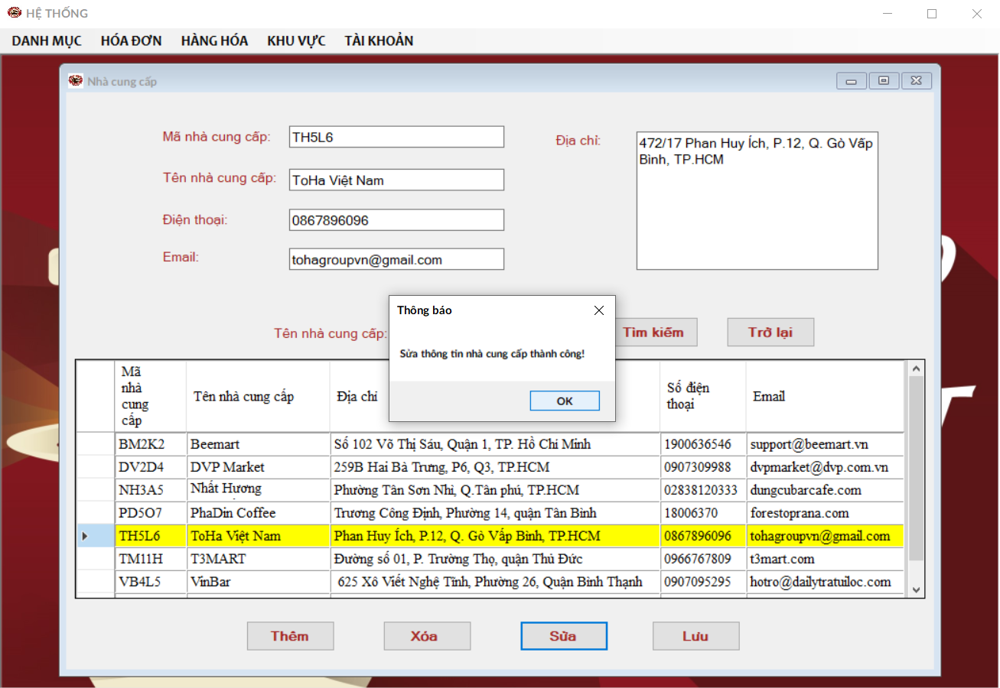 HỆ THỐNG
DANH MỤC HÓA ĐƠN HÀNG HÓA KHU VỰC TÀI KHOẢN
Nhà cung cấp
Mã nhà cung cấp: TH5L6
Địa chỉ: 472/17 Phan Huy Ích, P.12, Q. Gò Vấp
Bình, TP.HCM
Tên nhà cung cấp: ToHa Việt Nam
Điện thoại: 0867896096
Email: tohagroupvn@gmail.com
Thông báo
Sửa thông tin nhà cung cấp thành công!
OK
Tên nhà cung cấp: Tìm kiếm Trở lại
Mã
nhà
cung
cấp
Tên nhà cung cấp
Địa chỉ
Số điện
thoại
Email
BM2K2 Beemart Số 102 Võ Thị Sáu, Quận 1, TP. Hồ Chí Minh 1900636546 support@beemart.vn
DV2D4 DVP Market 259B Hai Bà Trưng, P6, Q3, TP.HCM 0907309988 dvpmarket@dvp.com.vn
NH3A5 Nhất Hương Phường Tân Sơn Nhì, Q.Tân phú, TP.HCM 02838120333 dungcubarcafe.com
PD5O7 PhaDin Coffee Trương Công Định, Phường 14, quận Tân Bình 18006370 forestoprana.com
TH5L6 ToHa Việt Nam Phan Huy Ích, P.12, Q. Gò Vấp Bình, TP.HCM 0867896096 tohagroupvn@gmail.com
TM11H T3MART Đường số 01, P. Trường Thọ, quận Thủ Đức 0966767809 t3mart.com
VB4L5 VinBar 625 Xô Viết Nghệ Tĩnh, Phường 26, Quận Bình Thạnh 0907095295 hotro@dailytratuiloc.com
Thêm Xóa Sửa Lưu